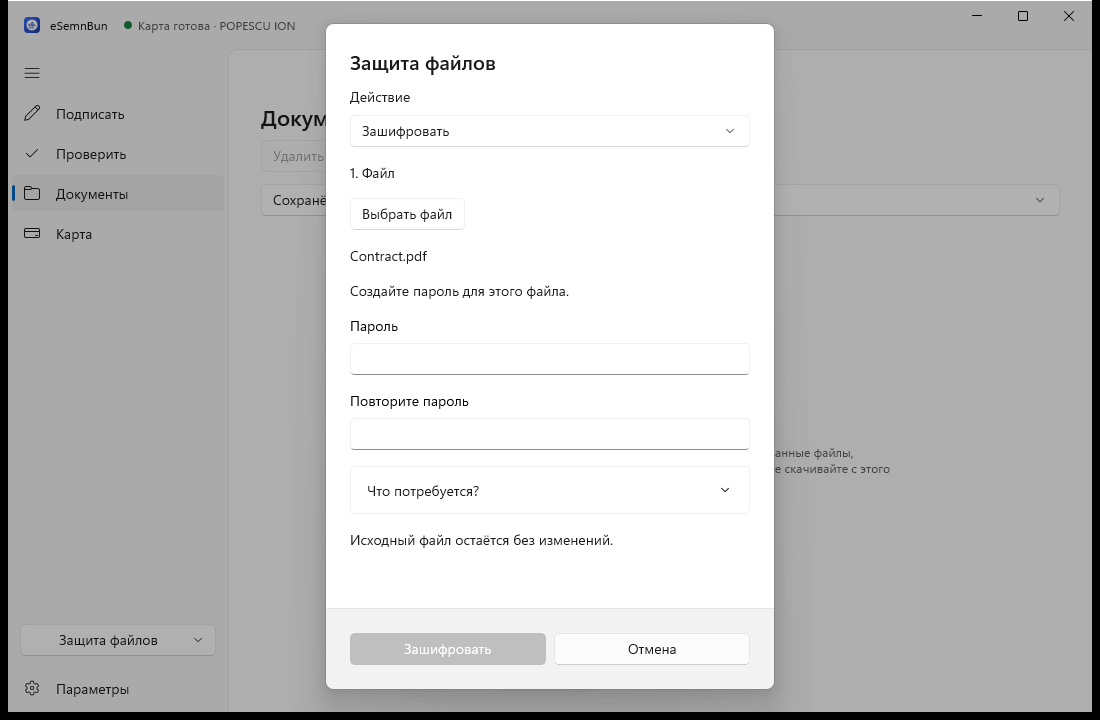 eSemnBun
Карта готова · POPESCU ION
Подписать
Проверить
Документы
Карта
Защита файлов
Параметры
Докум
Удалить
Сохранё
анные файлы,
е скачивайте с этого
Защита файлов
Действие
Зашифровать
1. Файл
Выбрать файл
Contract.pdf
Создайте пароль для этого файла.
Пароль
Повторите пароль
Что потребуется?
Исходный файл остаётся без изменений.
Зашифровать
Отмена